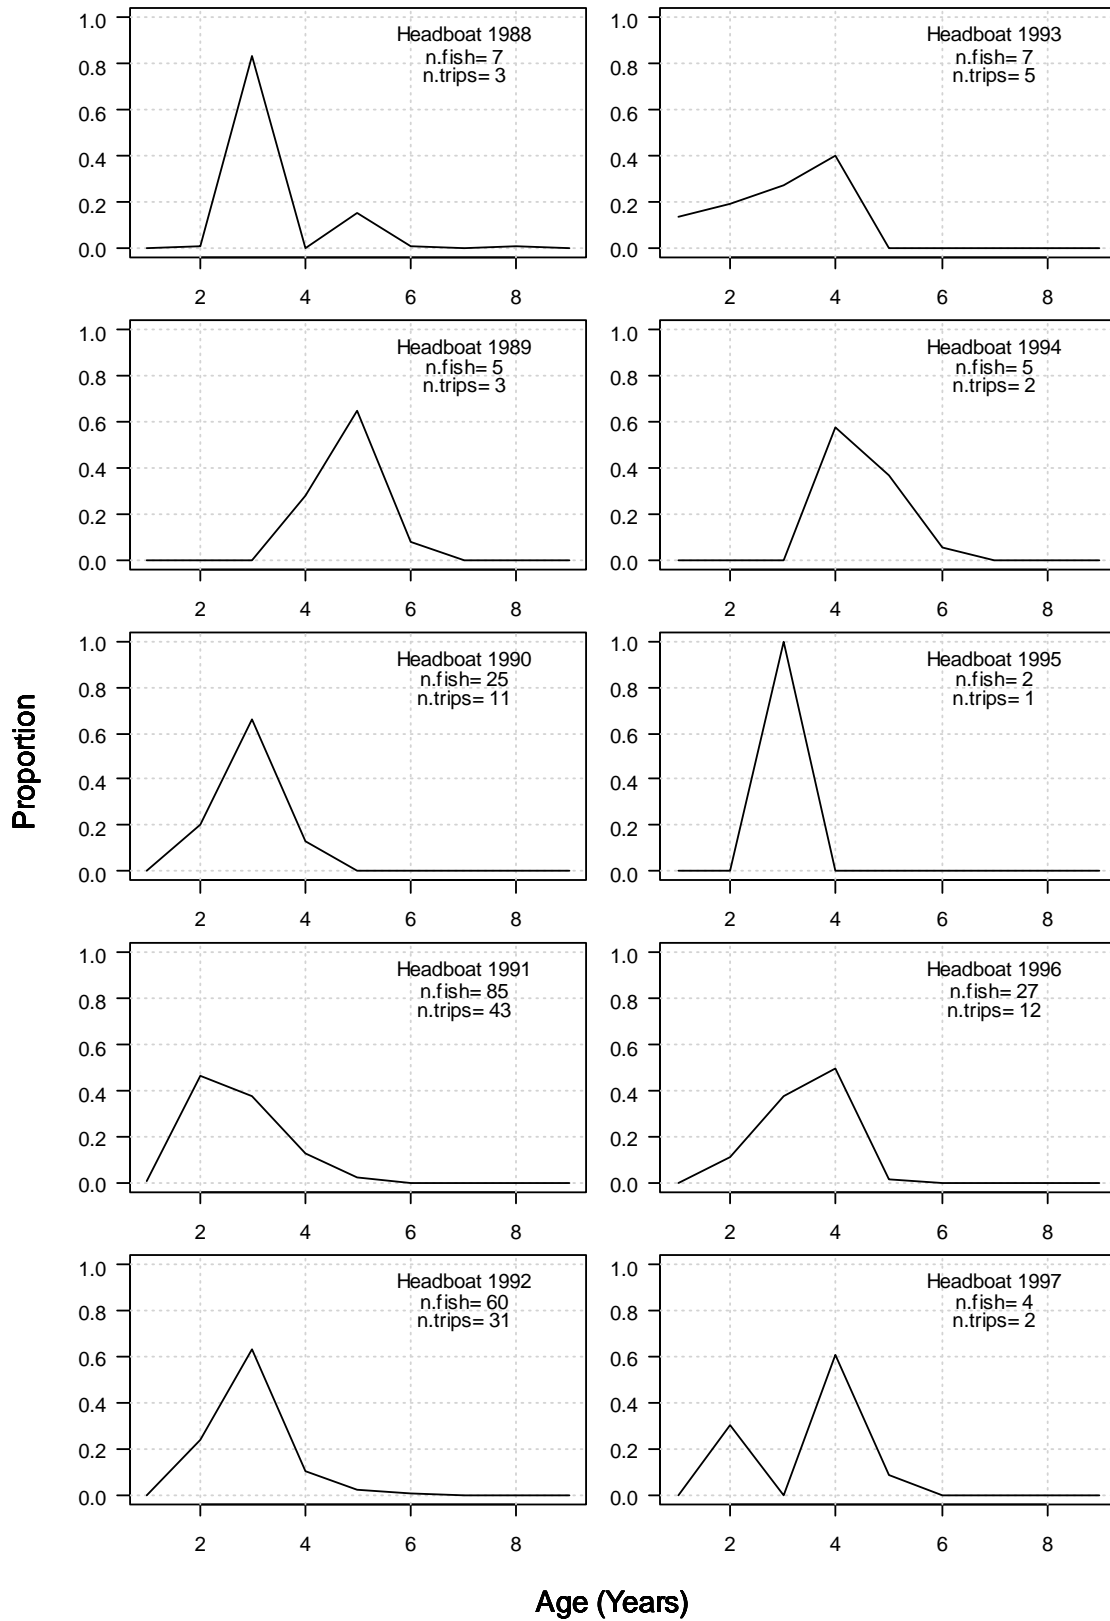 Proportion
1.0
0.8
0.6
0.4
0.2
0.0
Headboat 1988
n.fish= 7
n.trips= 3
2 4 6 8
1.0
0.8
0.6
0.4
0.2
0.0
Headboat 1993
n.fish= 7
n.trips= 5
2 4 6 8
1.0
0.8
0.6
0.4
0.2
0.0
Headboat 1989
n.fish= 5
n.trips= 3
2 4 6 8
1.0
0.8
0.6
0.4
0.2
0.0
Headboat 1994
n.fish= 5
n.trips= 2
2 4 6 8
1.0
0.8
0.6
0.4
0.2
0.0
Headboat 1990
n.fish= 25
n.trips= 11
2 4 6 8
1.0
0.8
0.6
0.4
0.2
0.0
Headboat 1995
n.fish= 2
n.trips= 1
2 4 6 8
1.0
0.8
0.6
0.4
0.2
0.0
Headboat 1991
n.fish= 85
n.trips= 43
2 4 6 8
1.0
0.8
0.6
0.4
0.2
0.0
Headboat 1996
n.fish= 27
n.trips= 12
2 4 6 8
1.0
0.8
0.6
0.4
0.2
0.0
Headboat 1992
n.fish= 60
n.trips= 31
2 4 6 8
1.0
0.8
0.6
0.4
0.2
0.0
Headboat 1997
n.fish= 4
n.trips= 2
2 4 6 8
Age (Years)